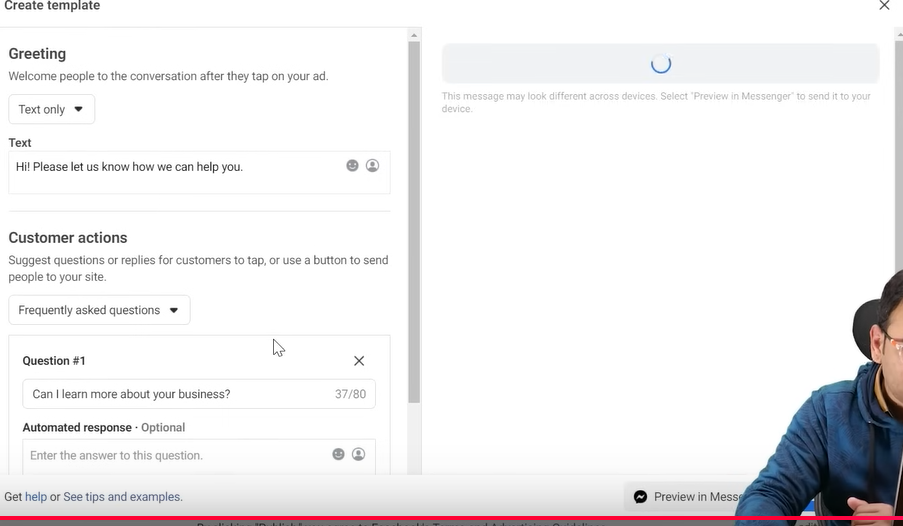 Create template
Greeting
Welcome people to the conversation after they tap on your ad.
Text only
Text
Hi! Please let us know how we can help you.
Customer actions
Suggest questions or replies for customers to tap, or use a button to send
people to your site.
Frequently asked questions
Question #1
Can I learn more about your business?
37/80
Automated response · Optional
Enter the answer to this question.
Get help or See tips and examples.
This message may look different across devices. Select "Preview in Messenger" to send it to your
device.
Preview in Messe